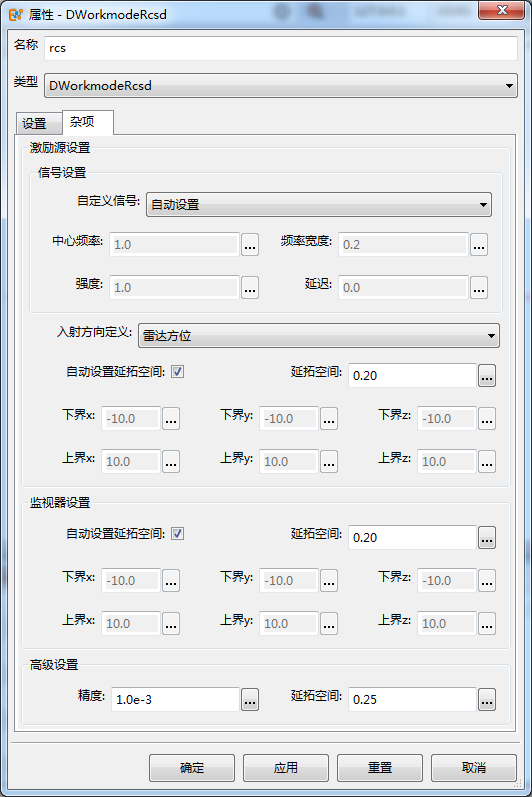 属性 - DWorkmodeRcsd
名称 rcs
类型 DWorkmodeRcsd
设置 杂项
激励源设置
信号设置
自定义信号: 自动设置
中心频率: 1.0 ... 频率宽度: 0.2 ...
强度: 1.0 ... 延迟: 0.0 ...
入射方向定义: 雷达方位
自动设置延拓空间: 延拓空间: 0.20 ...
下界x: -10.0 ... 下界y: -10.0 ... 下界z: -10.0 ...
上界x: 10.0 ... 上界y: 10.0 ... 上界z: 10.0 ...
监视器设置
自动设置延拓空间: 延拓空间: 0.20 ...
下界x: -10.0 ... 下界y: -10.0 ... 下界z: -10.0 ...
上界x: 10.0 ... 上界y: 10.0 ... 上界z: 10.0 ...
高级设置
精度: 1.0e-3 ... 延拓空间: 0.25 ...
确定 应用 重置 取消